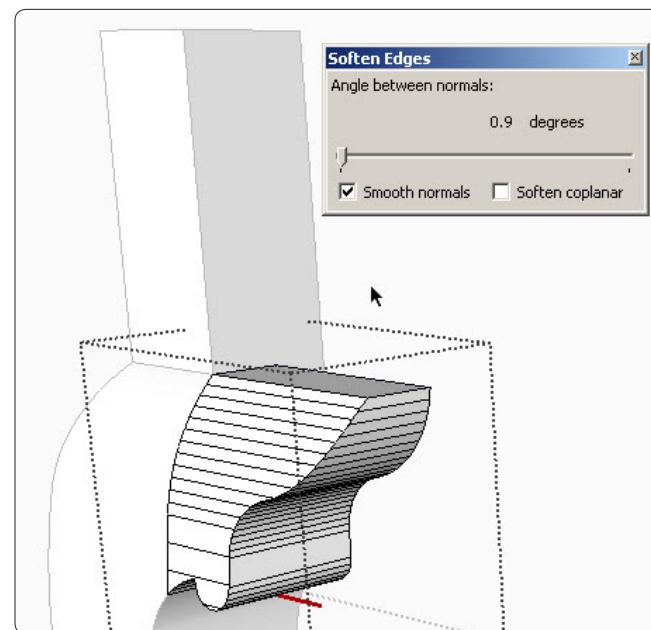 Soften Edges
Angle between normals:
0.9 degrees
Smooth normals Soften coplanar